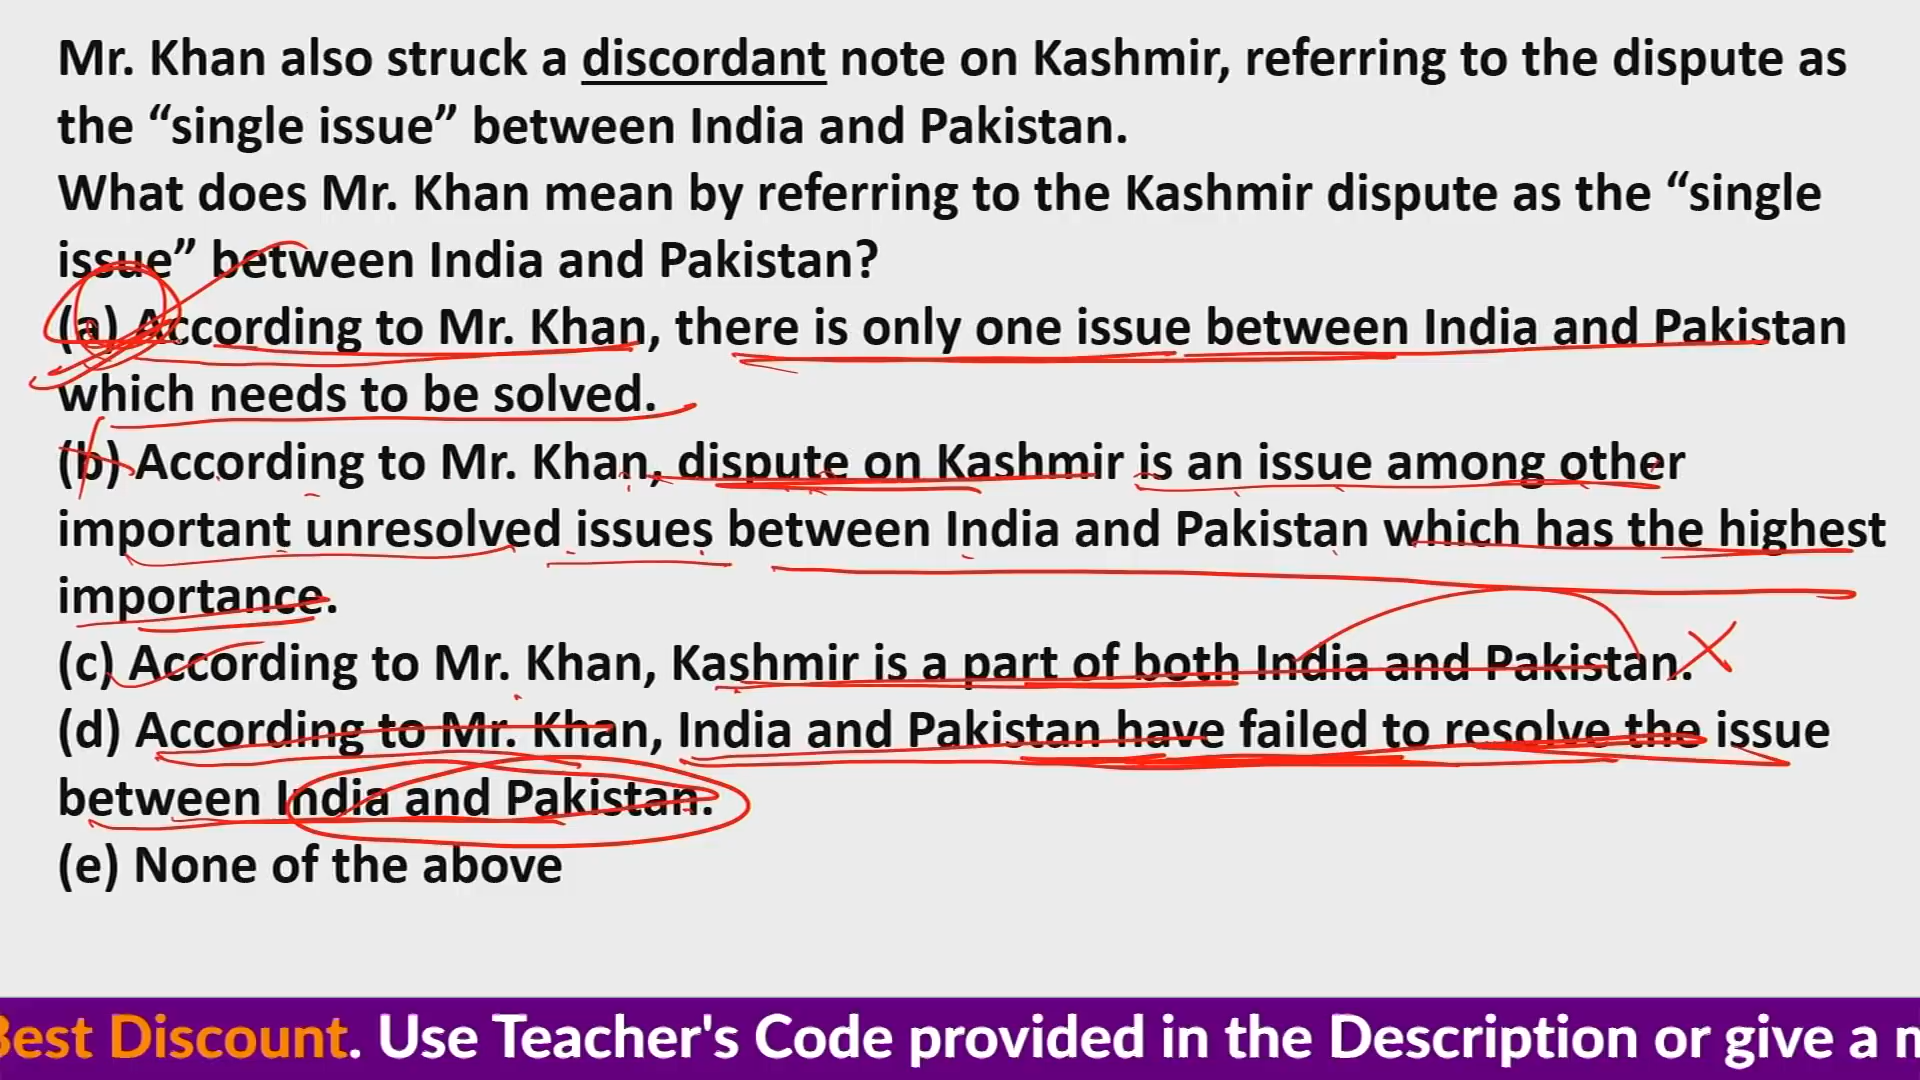 Mr. Khan also struck a discordant note on Kashmir, referring to the dispute as
the “single issue” between India and Pakistan.
What does Mr. Khan mean by referring to the Kashmir dispute as the “single
issue” between India and Pakistan?
(a) According to Mr. Khan, there is only one issue between India and Pakistan
which needs to be solved.
(b) According to Mr. Khan, dispute on Kashmir is an issue among other
important unresolved issues between India and Pakistan which has the highest
importance.
(c) According to Mr. Khan, Kashmir is a part of both India and Pakistan.
(d) According to Mr. Khan, India and Pakistan have failed to resolve the issue
between India and Pakistan.
(e) None of the above
Best Discount. Use Teacher's Code provided in the Description or give a